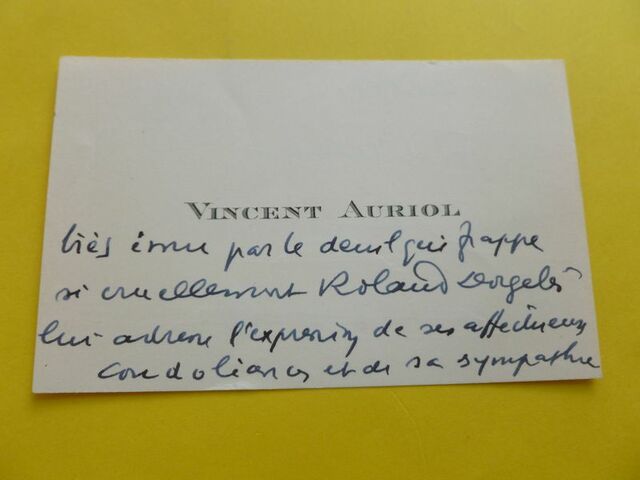 VINCENT AURIOL
très ému par le deuil qui frappe
si cruellement Roland Dorgelès
lui adresse l'expression de ses affectueuses
condoléances et de sa sympathie